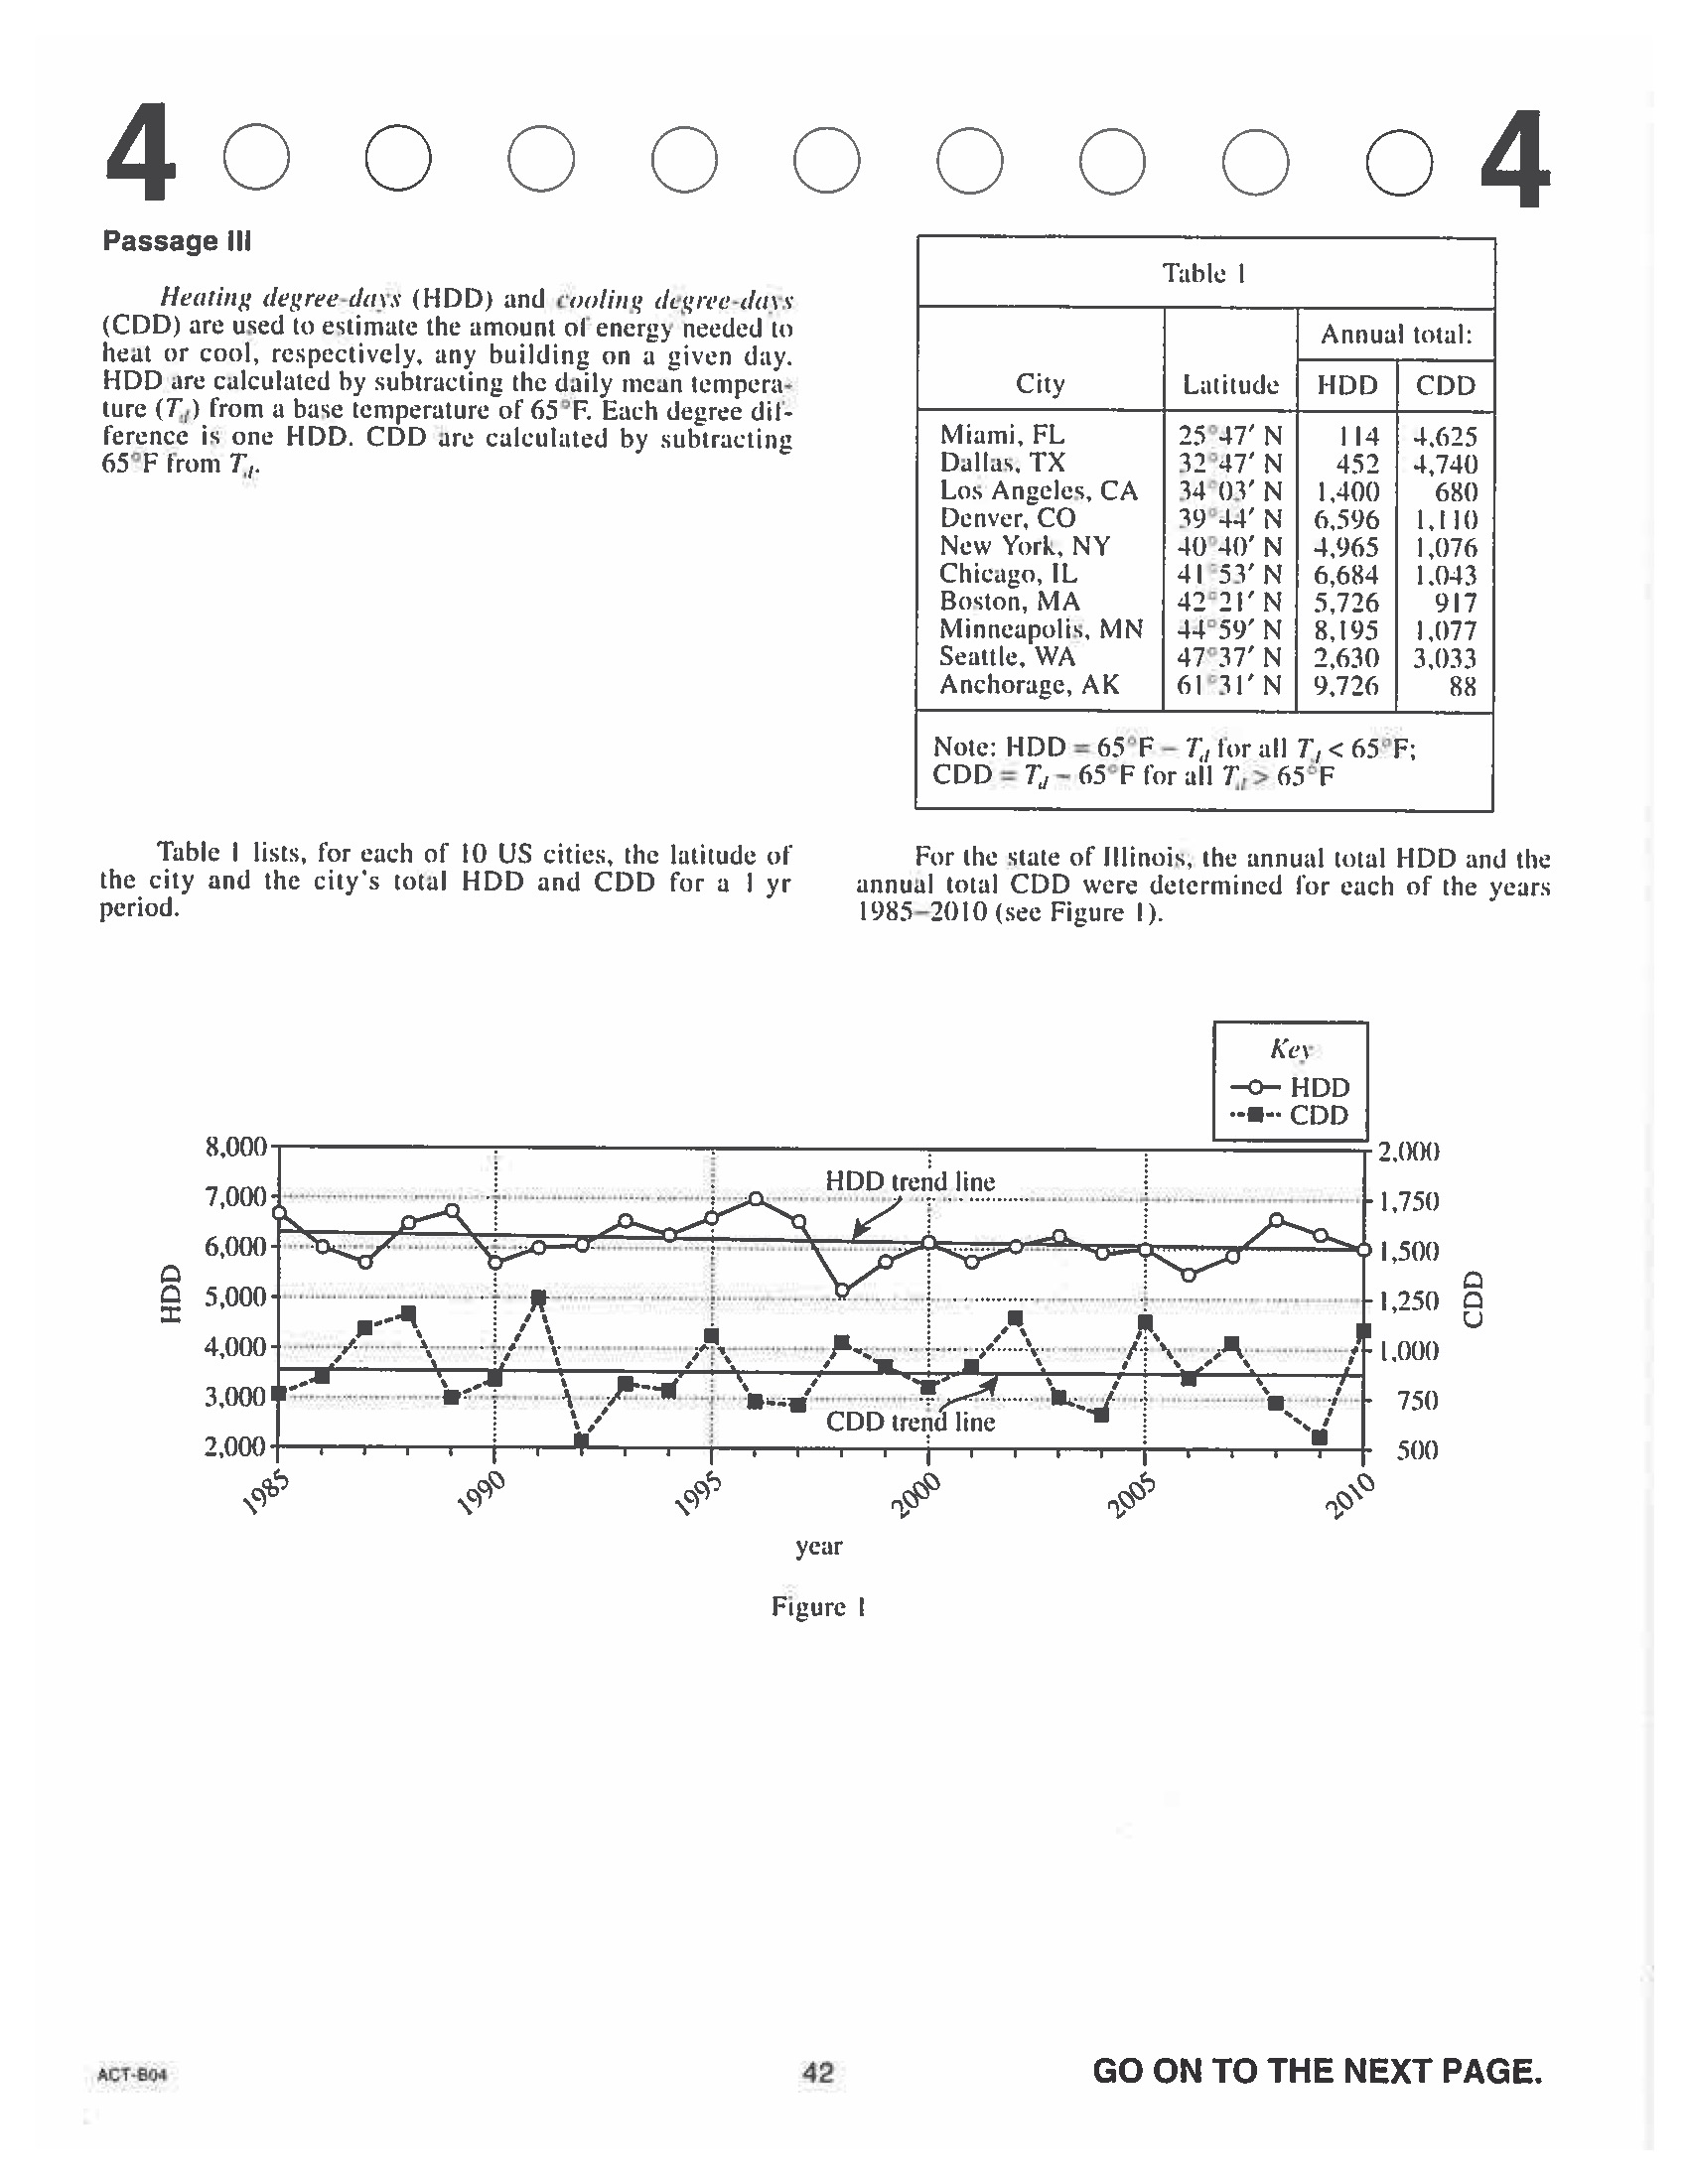 4 4
Passage III
Heating degree-days (HDD) and cooling degree-days
(CDD) are used to estimate the amount of energy needed to
heat or cool, respectively, any building on a given day.
HDD are calculated by subtracting the daily mean tempera-
ture (Td) from a base temperature of 65°F. Each degree dif-
ference is one HDD. CDD are calculated by subtracting
65°F from Td.
Table 1 lists, for each of 10 US cities, the latitude of
the city and the city's total HDD and CDD for a 1 yr
period.
Table 1
City Latitude Annual total:
HDD CDD
Miami, FL 25°47′ N 114 4,625
Dallas, TX 32°47′ N 452 4,740
Los Angeles, CA 34°03′ N 1,400 680
Denver, CO 39°44′ N 6,596 1,110
New York, NY 40°40′ N 4,965 1,076
Chicago, IL 41°53′ N 6,684 1,043
Boston, MA 42°21′ N 5,726 917
Minneapolis, MN 44°59′ N 8,195 1,077
Seattle, WA 47°37′ N 2,630 3,033
Anchorage, AK 61°31′ N 9,726 88
Note: HDD = 65°F – Td for all Td < 65°F;
CDD = Td – 65°F for all Td > 65°F
For the state of Illinois, the annual total HDD and the
annual total CDD were determined for each of the years
1985–2010 (see Figure 1).
Key
HDD
CDD
8,000 2,000
HDD trend line
7,000 1,750
6,000 1,500
5,000 1,250
HDD CDD
4,000 1,000
3,000 750
CDD trend line
2,000 500
1985 1990 1995 2000 2005 2010
year
Figure 1
ACT-B04 42 GO ON TO THE NEXT PAGE.